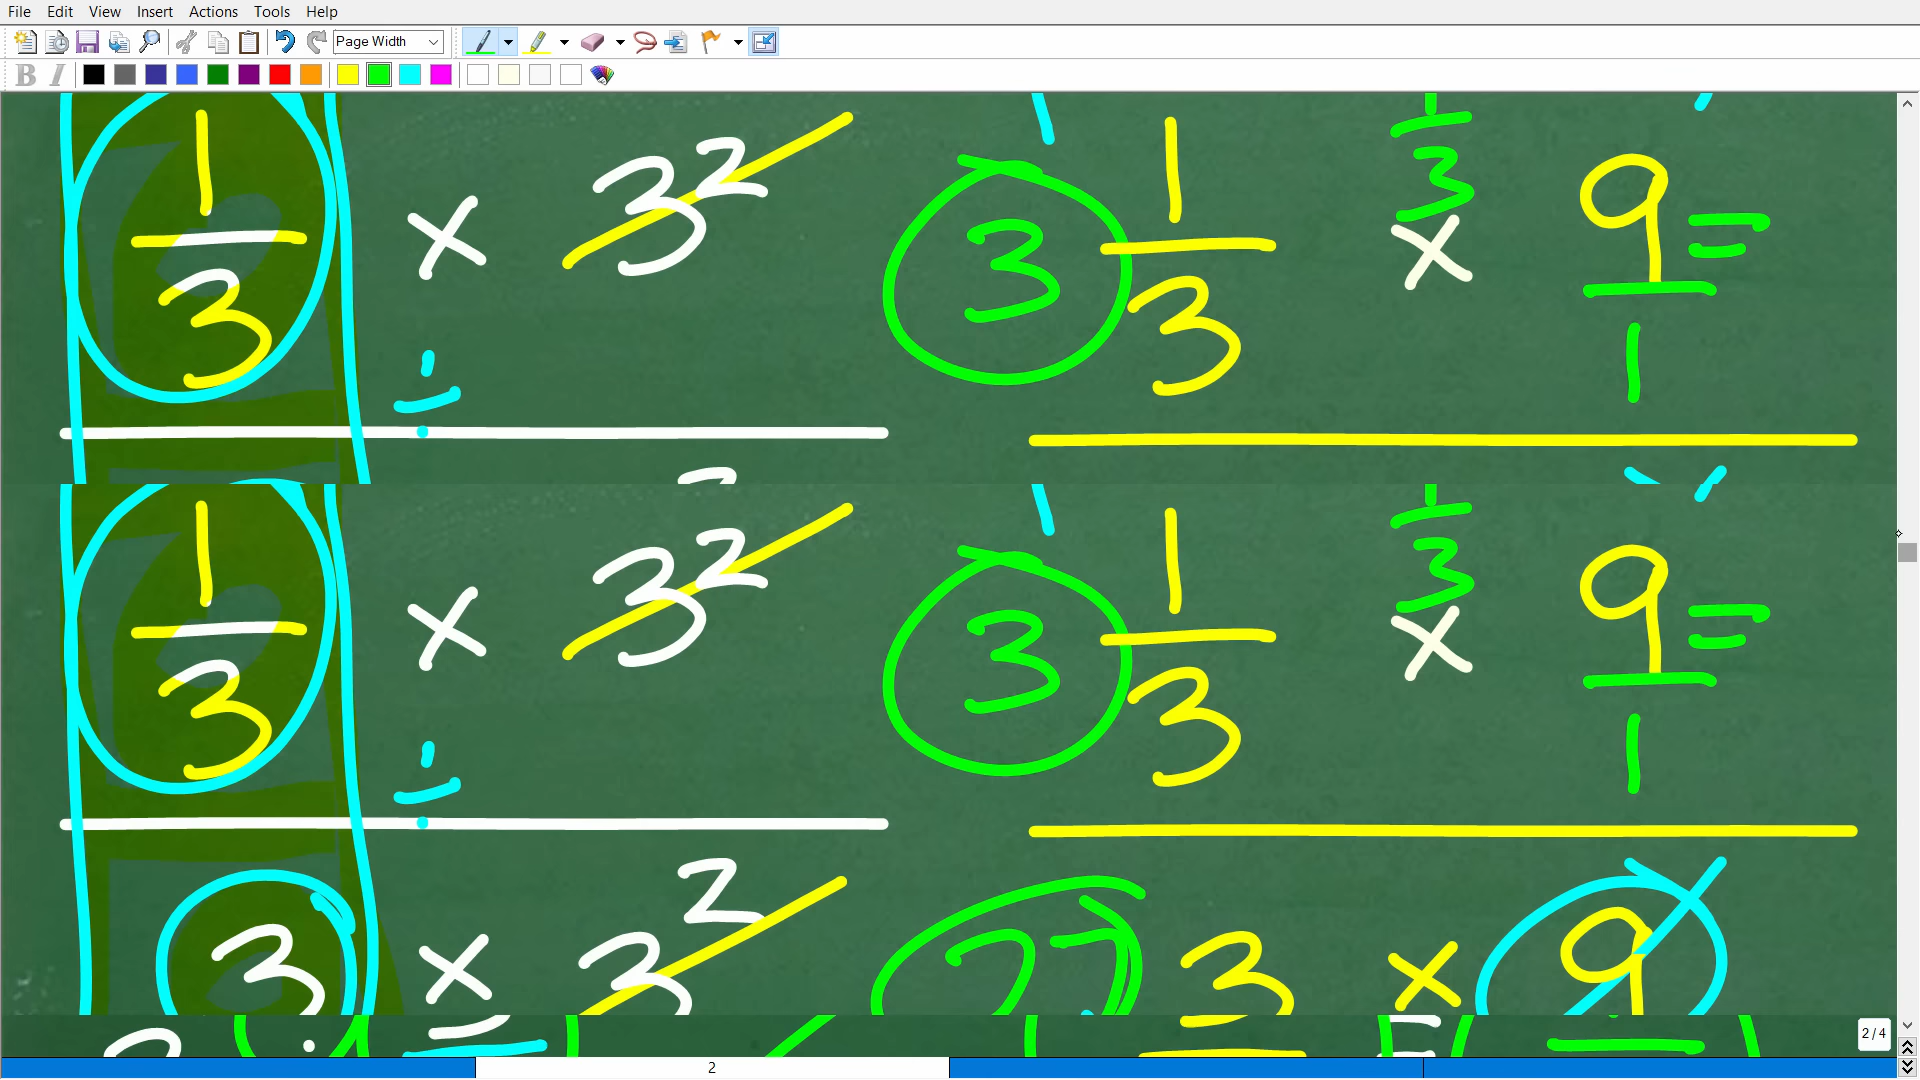 File Edit View Insert Actions Tools Help
Page Width
B I
1/3 × 3² 3 1/3 1/3 × 9/1 =
÷
1/3 × 3² 3 1/3 1/3 × 9/1 =
÷
3 × 3² 27 3 × 9
2/4
2